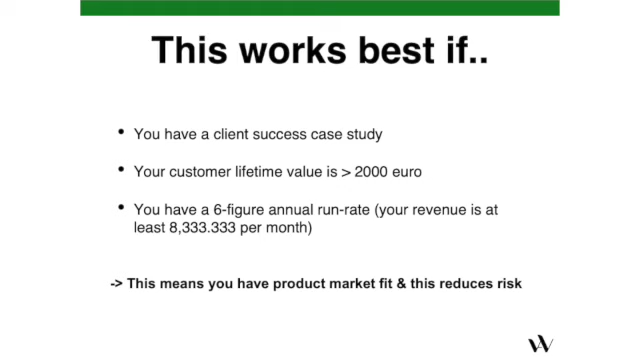 This works best if..
• You have a client success case study
• Your customer lifetime value is > 2000 euro
• You have a 6-figure annual run-rate (your revenue is at
least 8,333.333 per month)
-> This means you have product market fit & this reduces risk